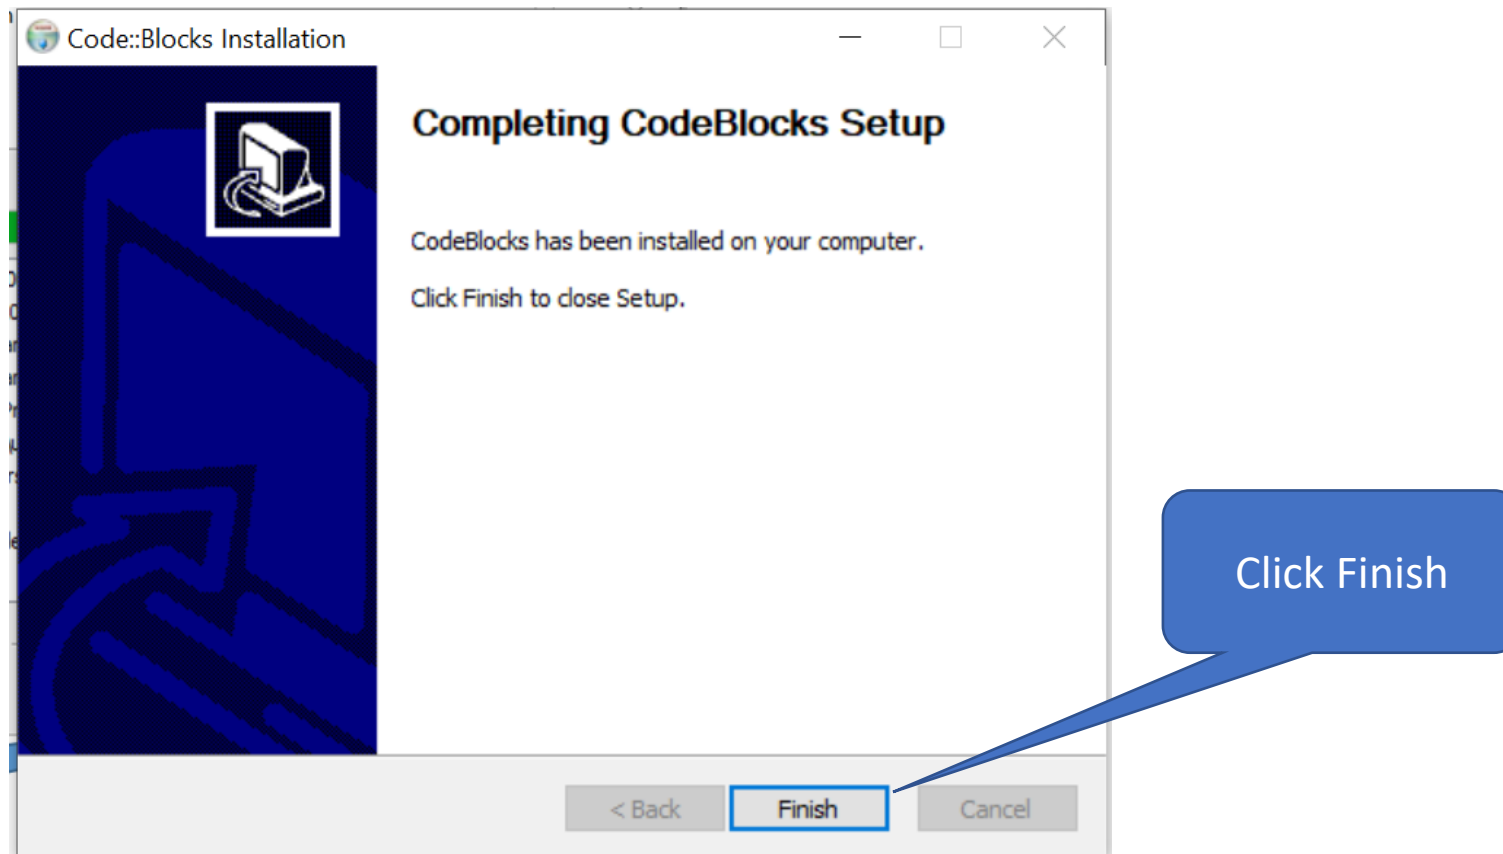 Code::Blocks Installation
Completing CodeBlocks Setup
CodeBlocks has been installed on your computer.
Click Finish to close Setup.
Click Finish
< Back
Finish
Cancel